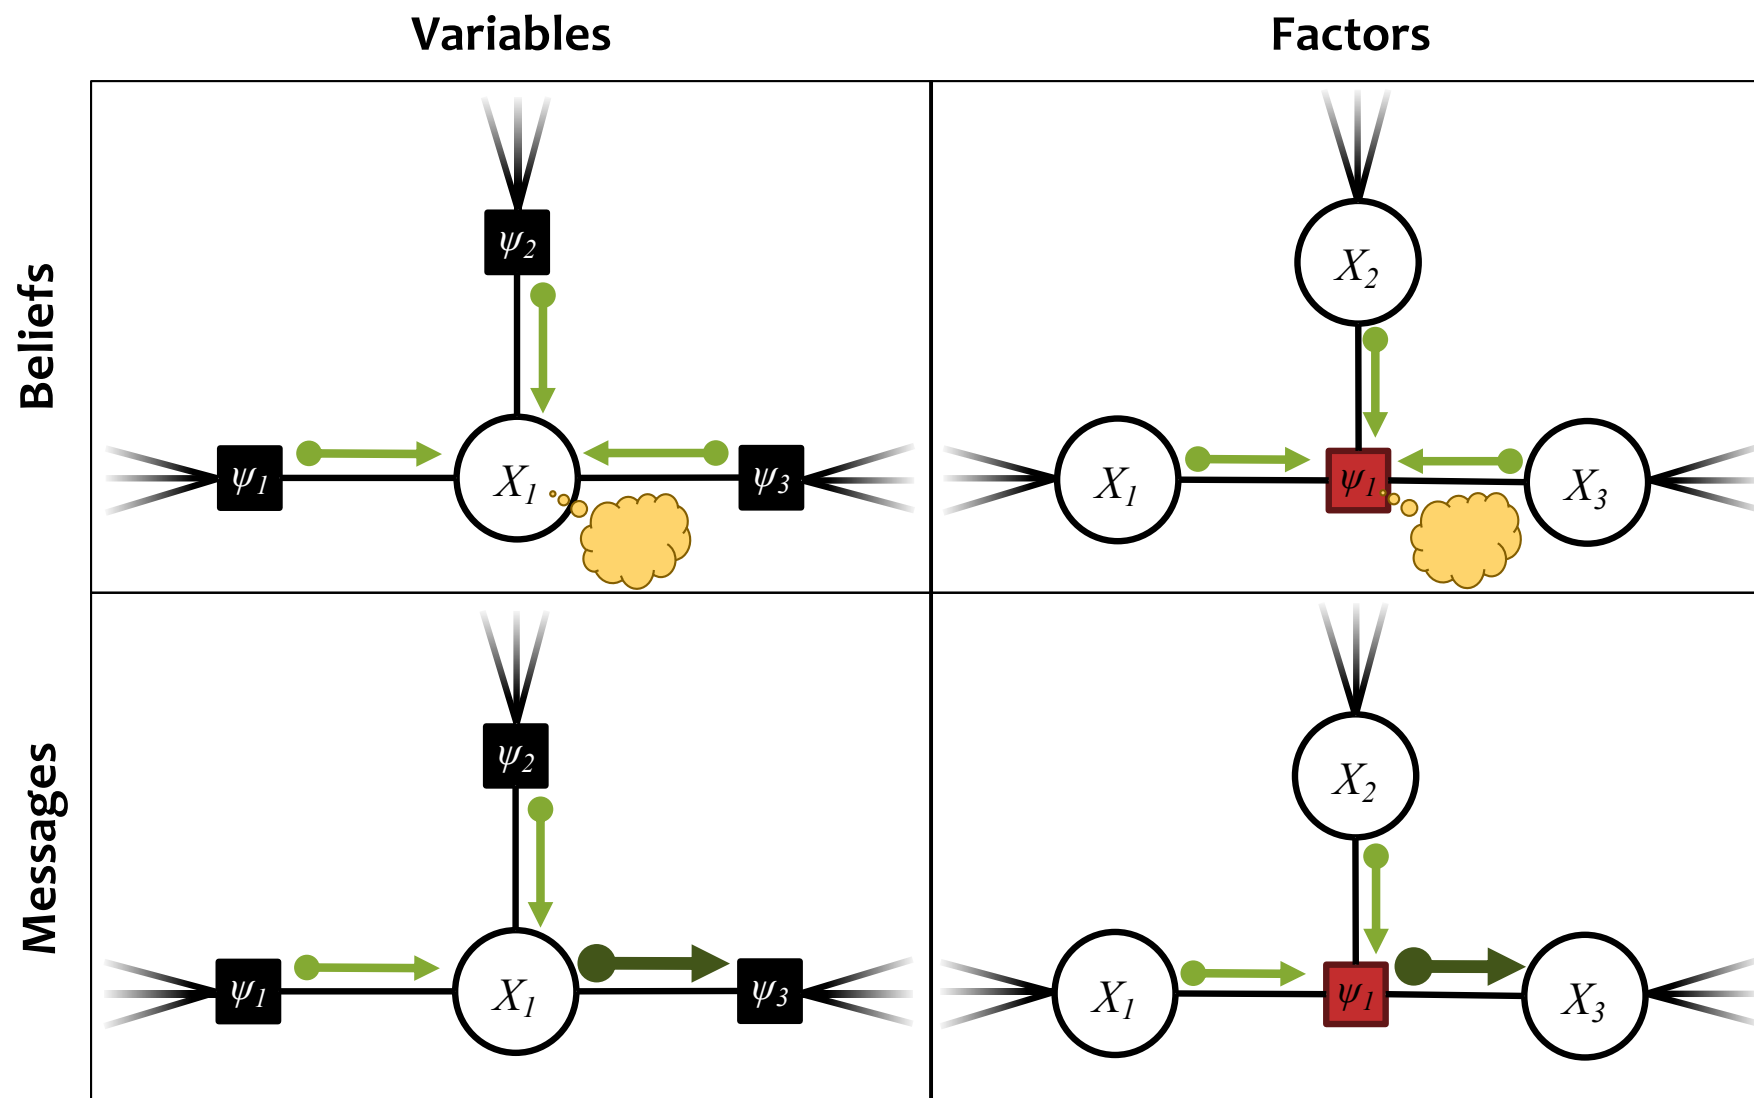 Variables
Factors
Beliefs
ψ2
X2
ψ1
X1
ψ3
X1
ψ1
X3
Messages
ψ2
X2
ψ1
X1
ψ3
X1
ψ1
X3